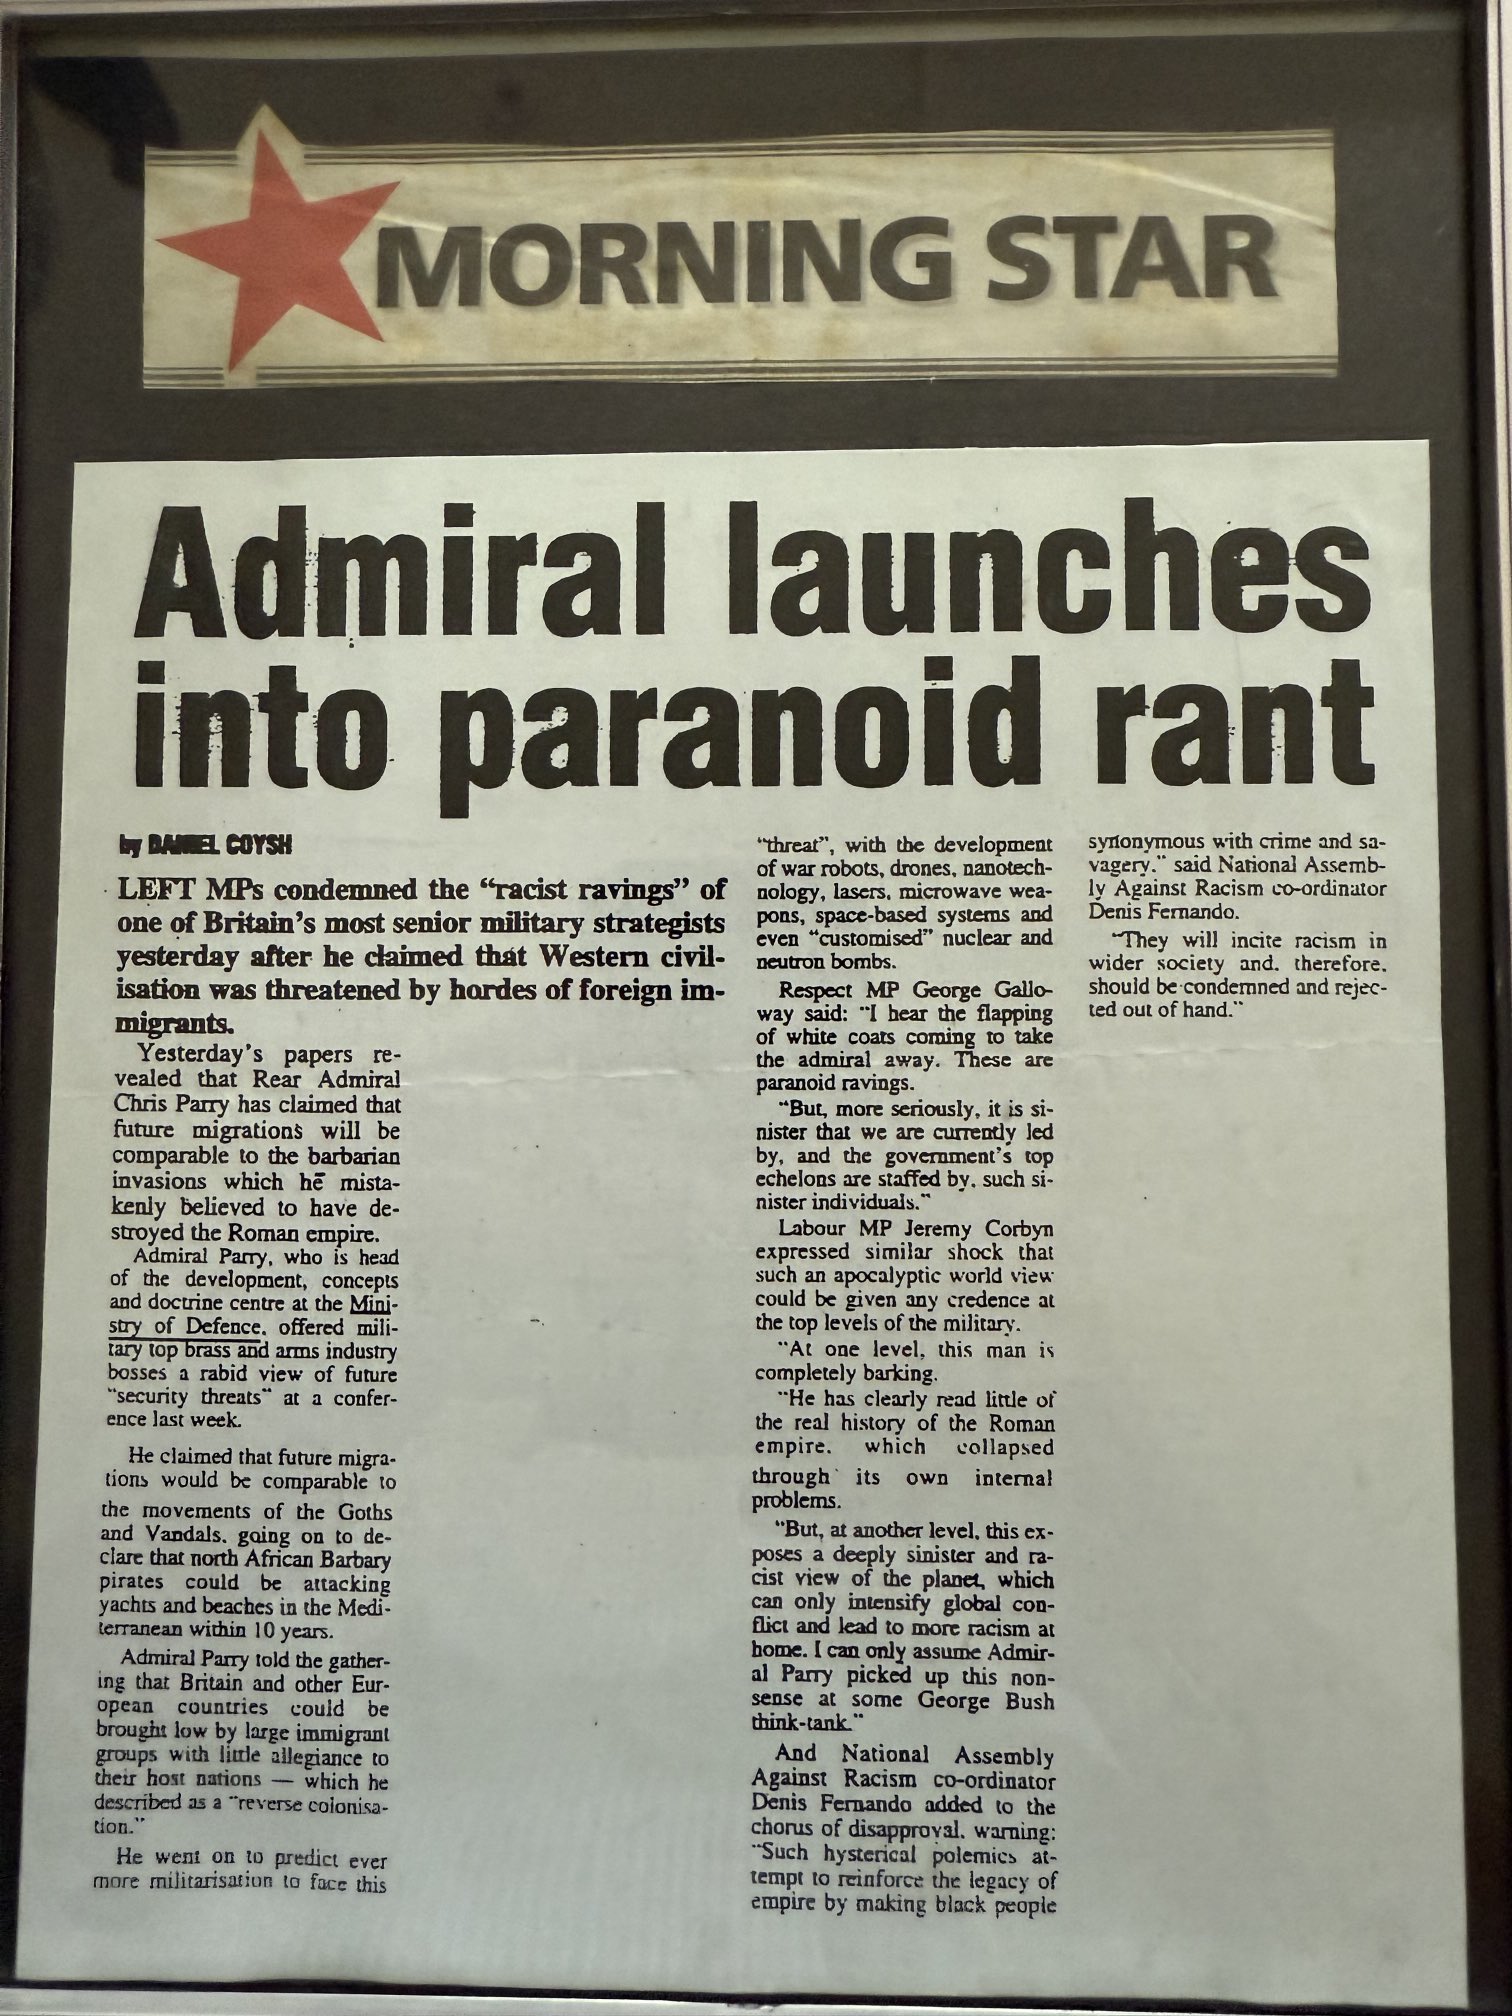 MORNING STAR
Admiral launches
into paranoid rant
by DANIEL COYSH
LEFT MPs condemned the “racist ravings” of
one of Britain’s most senior military strategists
yesterday after he claimed that Western civil-
isation was threatened by hordes of foreign im-
migrants.
Yesterday’s papers re-
vealed that Rear Admiral
Chris Parry has claimed that
future migrations will be
comparable to the barbarian
invasions which he mista-
kenly believed to have de-
stroyed the Roman empire.
Admiral Parry, who is head
of the development, concepts
and doctrine centre at the Mini-
stry of Defence, offered mili-
tary top brass and arms industry
bosses a rabid view of future
“security threats” at a confer-
ence last week.
He claimed that future migra-
tions would be comparable to
the movements of the Goths
and Vandals, going on to de-
clare that north African Barbary
pirates could be attacking
yachts and beaches in the Medi-
terranean within 10 years.
Admiral Parry told the gather-
ing that Britain and other Eur-
opean countries could be
brought low by large immigrant
groups with little allegiance to
their host nations — which he
described as a “reverse colonisa-
tion.”
He went on to predict ever
more militarisation to face this
“threat”, with the development
of war robots, drones, nanotech-
nology, lasers, microwave wea-
pons, space-based systems and
even “customised” nuclear and
neutron bombs.
Respect MP George Gallo-
way said: “I hear the flapping
of white coats coming to take
the admiral away. These are
paranoid ravings.
“But, more seriously, it is si-
nister that we are currently led
by, and the government’s top
echelons are staffed by, such si-
nister individuals.”
Labour MP Jeremy Corbyn
expressed similar shock that
such an apocalyptic world view
could be given any credence at
the top levels of the military.
“At one level, this man is
completely barking.
“He has clearly read little of
the real history of the Roman
empire, which collapsed
through its own internal
problems.
“But, at another level, this ex-
poses a deeply sinister and ra-
cist view of the planet, which
can only intensify global con-
flict and lead to more racism at
home. I can only assume Admir-
al Parry picked up this non-
sense at some George Bush
think-tank.”
And National Assembly
Against Racism co-ordinator
Denis Fernando added to the
chorus of disapproval, warning:
“Such hysterical polemics at-
tempt to reinforce the legacy of
empire by making black people
synonymous with crime and sa-
vagery.” said National Assemb-
ly Against Racism co-ordinator
Denis Fernando.
“They will incite racism in
wider society and, therefore,
should be condemned and rejec-
ted out of hand.”